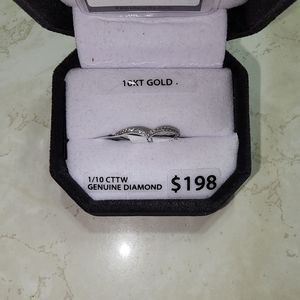 10KT GOLD
1/10 CTTW
GENUINE DIAMOND
$198